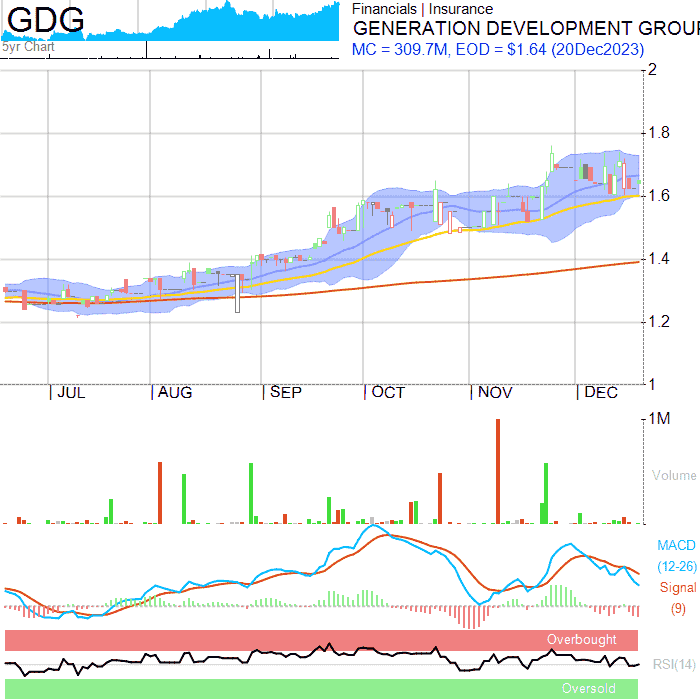 GDG
5yr Chart
Financials | Insurance
GENERATION DEVELOPMENT GROU
MC = 309.7M, EOD = $1.64 (20Dec2023)
2
1.8
1.6
1.4
1.2
1
JUL AUG SEP OCT NOV DEC
1M
Volume
MACD
(12-26)
Signal
(9)
Overbought
RSI(14)
Oversold